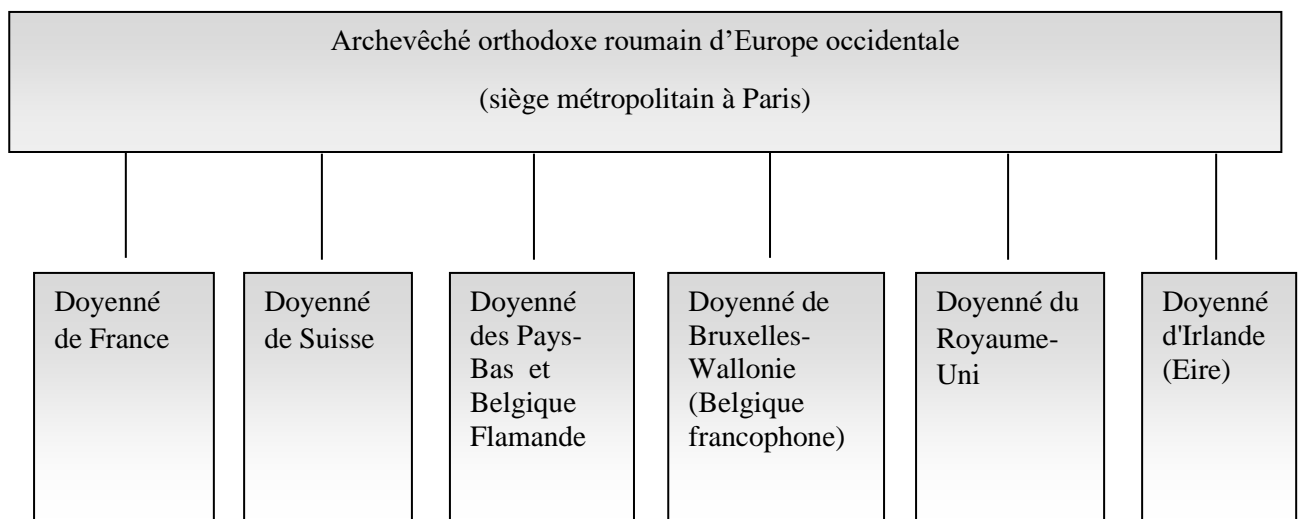 Archevêché orthodoxe roumain d’Europe occidentale
(siège métropolitain à Paris)
Doyenné
de France
Doyenné
de Suisse
Doyenné
des Pays-
Bas et
Belgique
Flamande
Doyenné de
Bruxelles-
Wallonie
(Belgique
francophone)
Doyenné du
Royaume-
Uni
Doyenné
d'Irlande
(Eire)